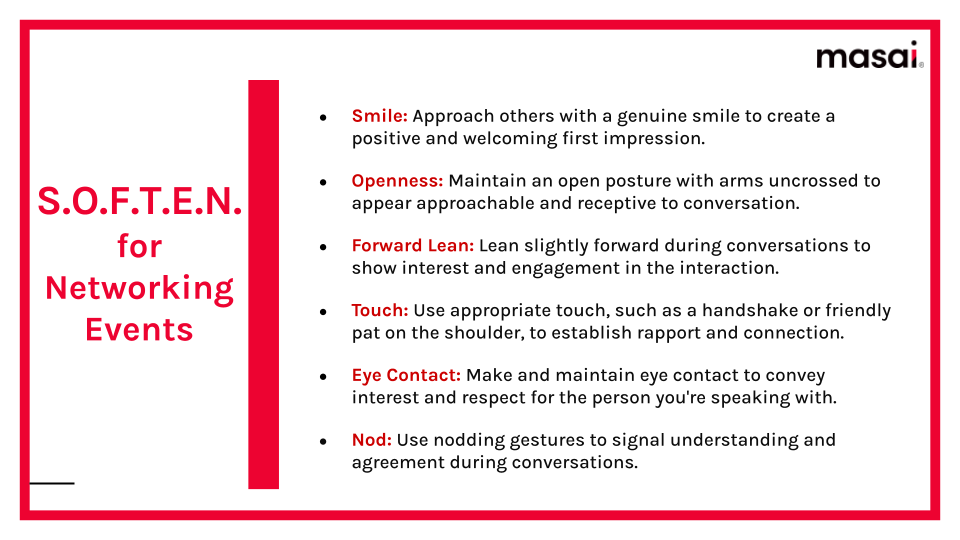 masai.
S.O.F.T.E.N.
for
Networking
Events
● Smile: Approach others with a genuine smile to create a
positive and welcoming first impression.
● Openness: Maintain an open posture with arms uncrossed to
appear approachable and receptive to conversation.
● Forward Lean: Lean slightly forward during conversations to
show interest and engagement in the interaction.
● Touch: Use appropriate touch, such as a handshake or friendly
pat on the shoulder, to establish rapport and connection.
● Eye Contact: Make and maintain eye contact to convey
interest and respect for the person you're speaking with.
● Nod: Use nodding gestures to signal understanding and
agreement during conversations.